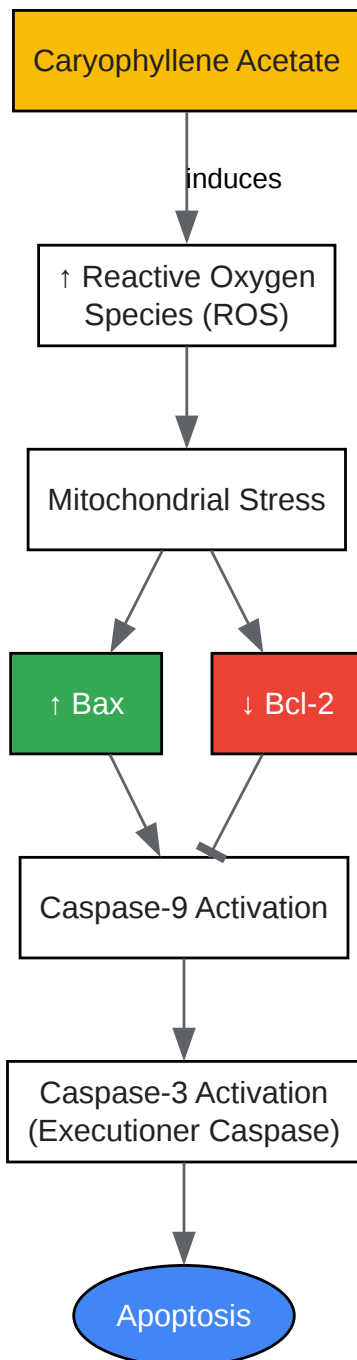 Caryophyllene Acetate
induces
↑ Reactive Oxygen
Species (ROS)
Mitochondrial Stress
↑ Bax
↓ Bcl-2
Caspase-9 Activation
Caspase-3 Activation
(Executioner Caspase)
Apoptosis